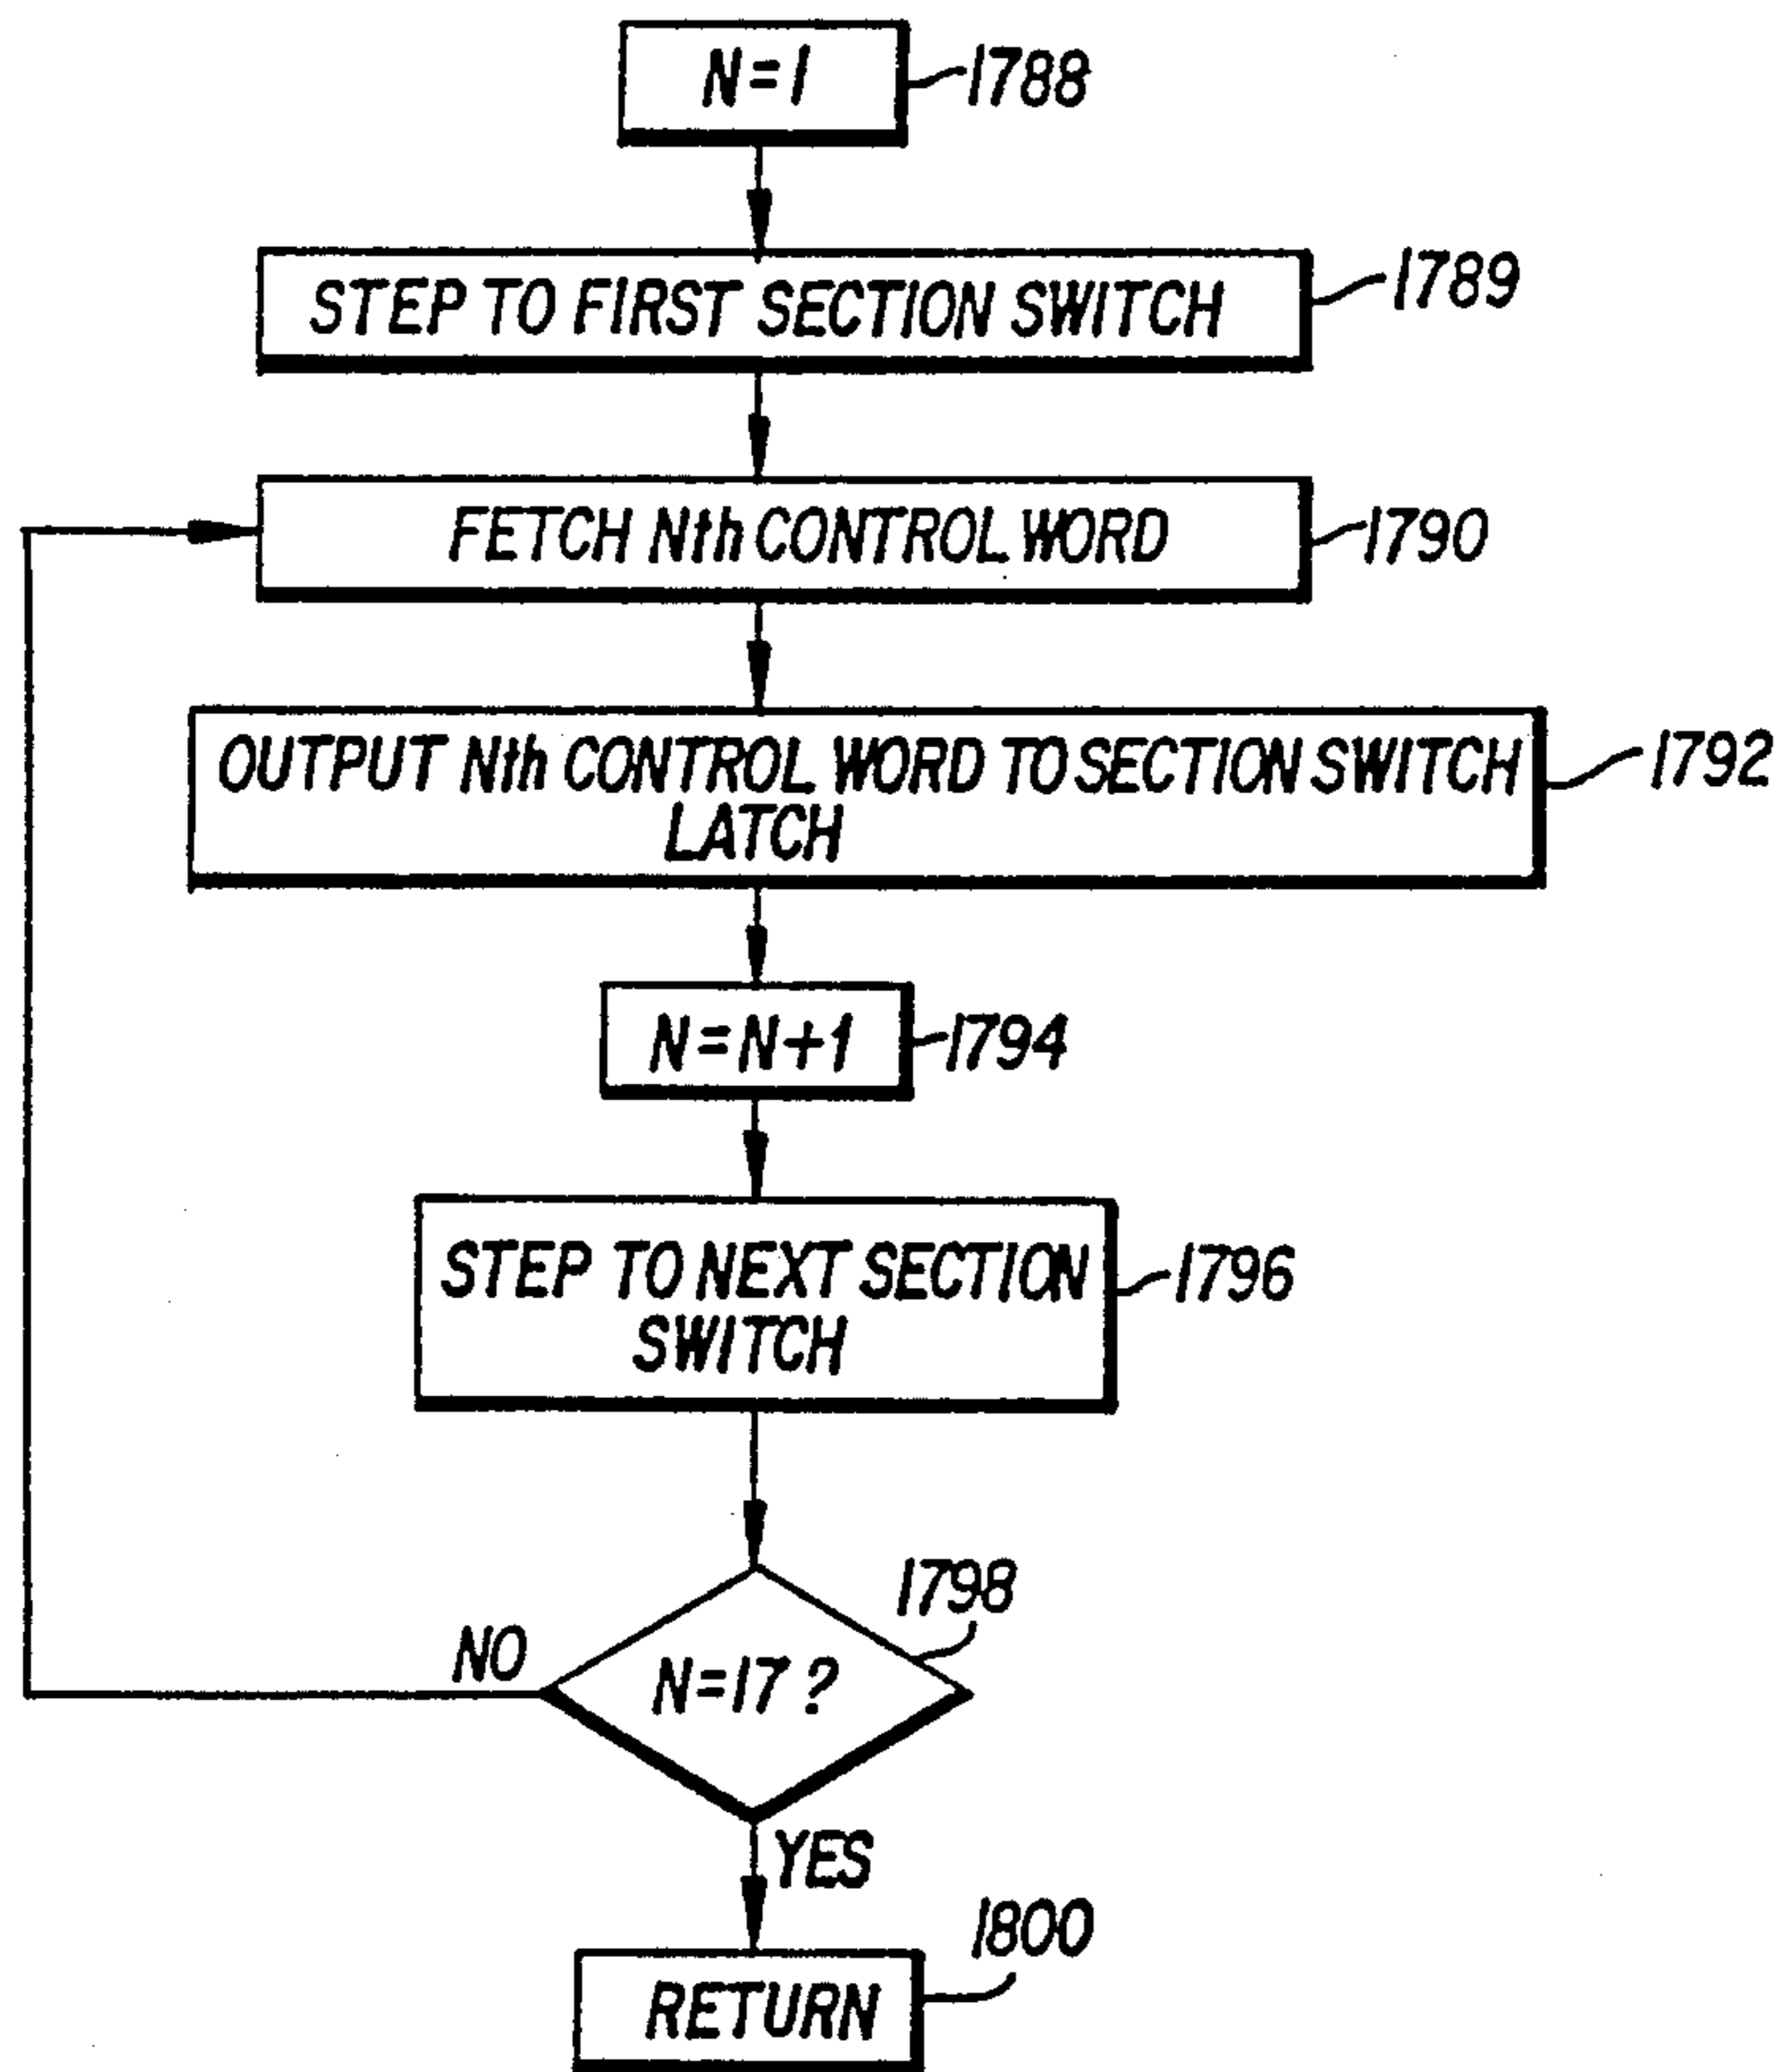 N=1
1788
STEP TO FIRST SECTION SWITCH
1789
FETCH Nth CONTROL WORD
1790
OUTPUT Nth CONTROL WORD TO SECTION SWITCH
LATCH
1792
N=N+1
1794
STEP TO NEXT SECTION
SWITCH
1796
1798
NO
N=17?
YES
1800
RETURN